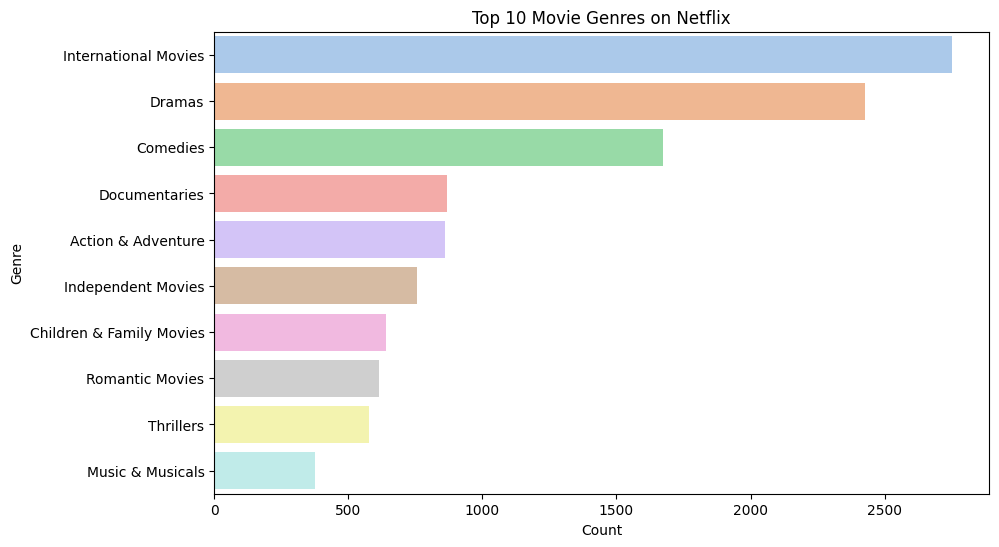 Top 10 Movie Genres on Netflix
Genre
International Movies
Dramas
Comedies
Documentaries
Action & Adventure
Independent Movies
Children & Family Movies
Romantic Movies
Thrillers
Music & Musicals
0 500 1000 1500 2000 2500
Count